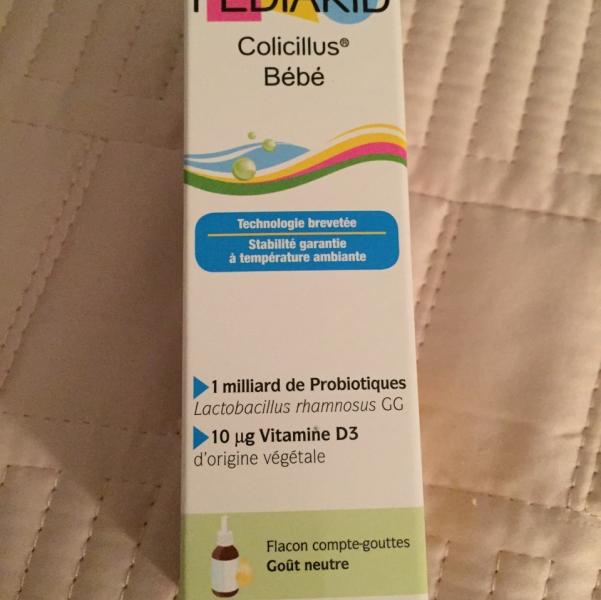 PEDIAKID
Colicillus®
Bébé
Technologie brevetée
Stabilité garantie
à température ambiante
1 milliard de Probiotiques
Lactobacillus rhamnosus GG
10 µg Vitamine D3
d'origine végétale
Flacon compte-gouttes
Goût neutre